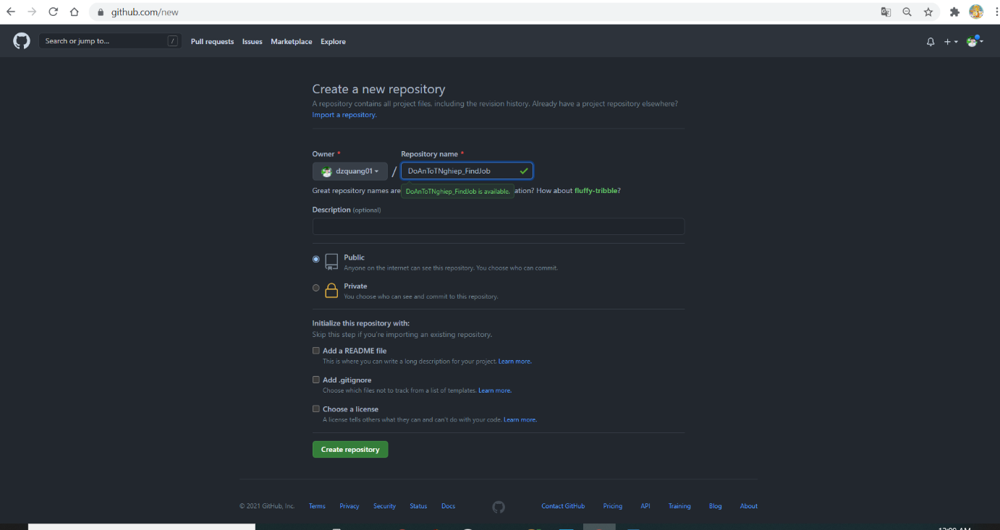 github.com/new
Search or jump to... /
Pull requests Issues Marketplace Explore
Create a new repository
A repository contains all project files, including the revision history. Already have a project repository elsewhere?
Import a repository.
Owner * Repository name *
dzquang01 / DoAnToTNghiep_FindJob
Great repository names are DoAnToTNghiep_FindJob is available. ation? How about fluffy-tribble?
Description (optional)
Public
Anyone on the internet can see this repository. You choose who can commit.
Private
You choose who can see and commit to this repository.
Initialize this repository with:
Skip this step if you're importing an existing repository.
Add a README file
This is where you can write a long description for your project. Learn more.
Add .gitignore
Choose which files not to track from a list of templates. Learn more.
Choose a license
A license tells others what they can and can't do with your code. Learn more.
Create repository
© 2021 GitHub, Inc. Terms Privacy Security Status Docs Contact GitHub Pricing API Training Blog About